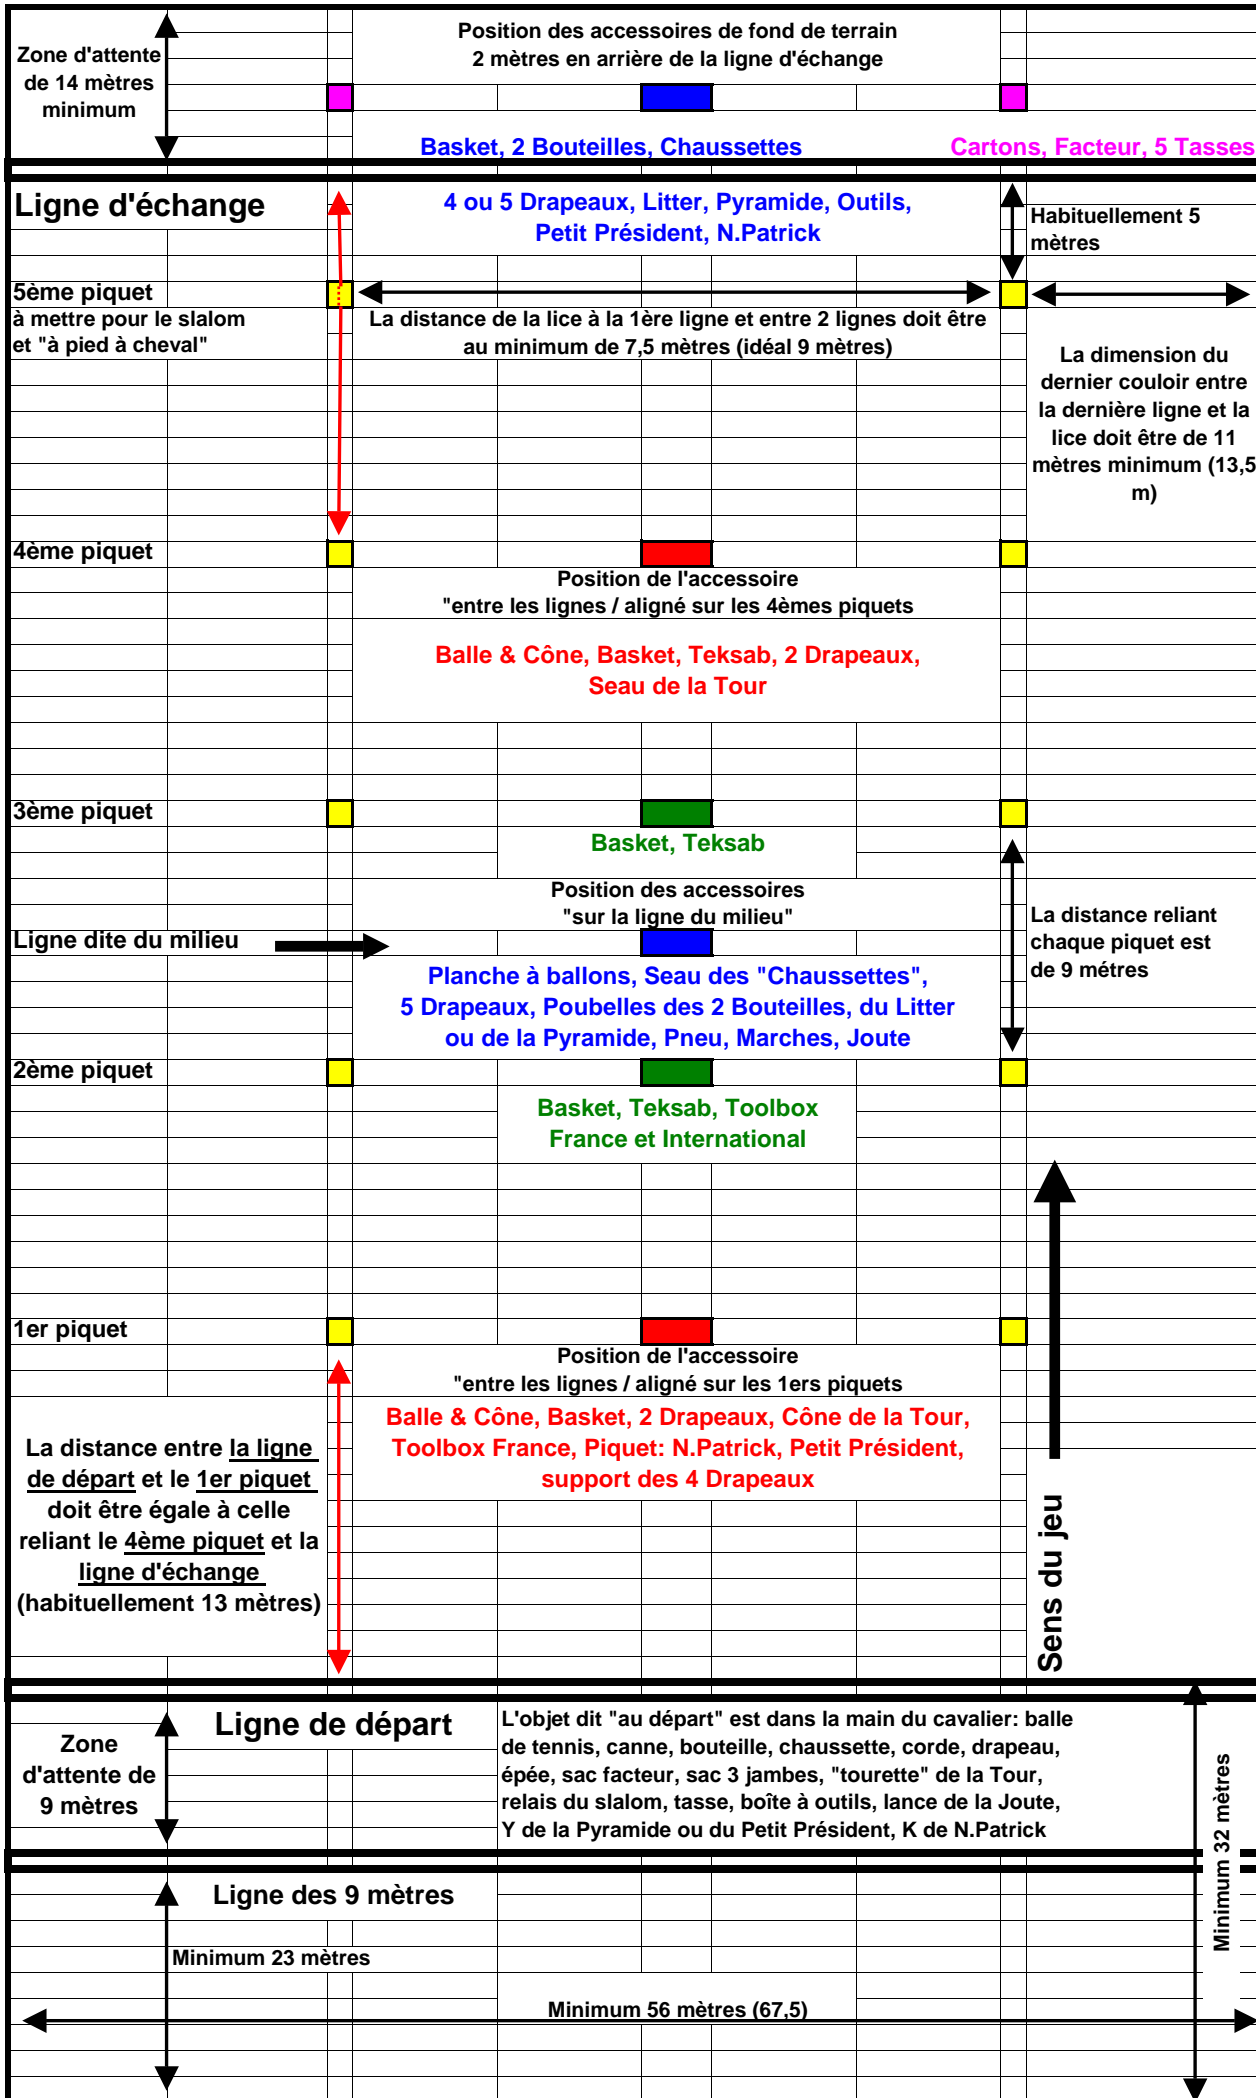 Zone d'attente
de 14 mètres
minimum
Position des accessoires de fond de terrain
2 mètres en arrière de la ligne d'échange
Basket, 2 Bouteilles, Chaussettes
Cartons, Facteur, 5 Tasses
Ligne d'échange
4 ou 5 Drapeaux, Litter, Pyramide, Outils,
Petit Président, N.Patrick
Habituellement 5
mètres
5ème piquet
à mettre pour le slalom
et "à pied à cheval"
La distance de la lice à la 1ère ligne et entre 2 lignes doit être
au minimum de 7,5 mètres (idéal 9 mètres)
La dimension du
dernier couloir entre
la dernière ligne et la
lice doit être de 11
mètres minimum (13,5
m)
4ème piquet
Position de l'accessoire
"entre les lignes / aligné sur les 4èmes piquets
Balle & Cône, Basket, Teksab, 2 Drapeaux,
Seau de la Tour
3ème piquet
Basket, Teksab
Position des accessoires
"sur la ligne du milieu"
Ligne dite du milieu
La distance reliant
chaque piquet est
de 9 métres
Planche à ballons, Seau des "Chaussettes",
5 Drapeaux, Poubelles des 2 Bouteilles, du Litter
ou de la Pyramide, Pneu, Marches, Joute
2ème piquet
Basket, Teksab, Toolbox
France et International
1er piquet
Position de l'accessoire
"entre les lignes / aligné sur les 1ers piquets
Balle & Cône, Basket, 2 Drapeaux, Cône de la Tour,
Toolbox France, Piquet: N.Patrick, Petit Président,
support des 4 Drapeaux
La distance entre la ligne
de départ et le 1er piquet
doit être égale à celle
reliant le 4ème piquet et la
ligne d'échange
(habituellement 13 mètres)
Sens du jeu
Ligne de départ
Zone
d'attente de
9 mètres
L'objet dit "au départ" est dans la main du cavalier: balle
de tennis, canne, bouteille, chaussette, corde, drapeau,
épée, sac facteur, sac 3 jambes, "tourette" de la Tour,
relais du slalom, tasse, boîte à outils, lance de la Joute,
Y de la Pyramide ou du Petit Président, K de N.Patrick
Minimum 32 mètres
Ligne des 9 mètres
Minimum 23 mètres
Minimum 56 mètres (67,5)